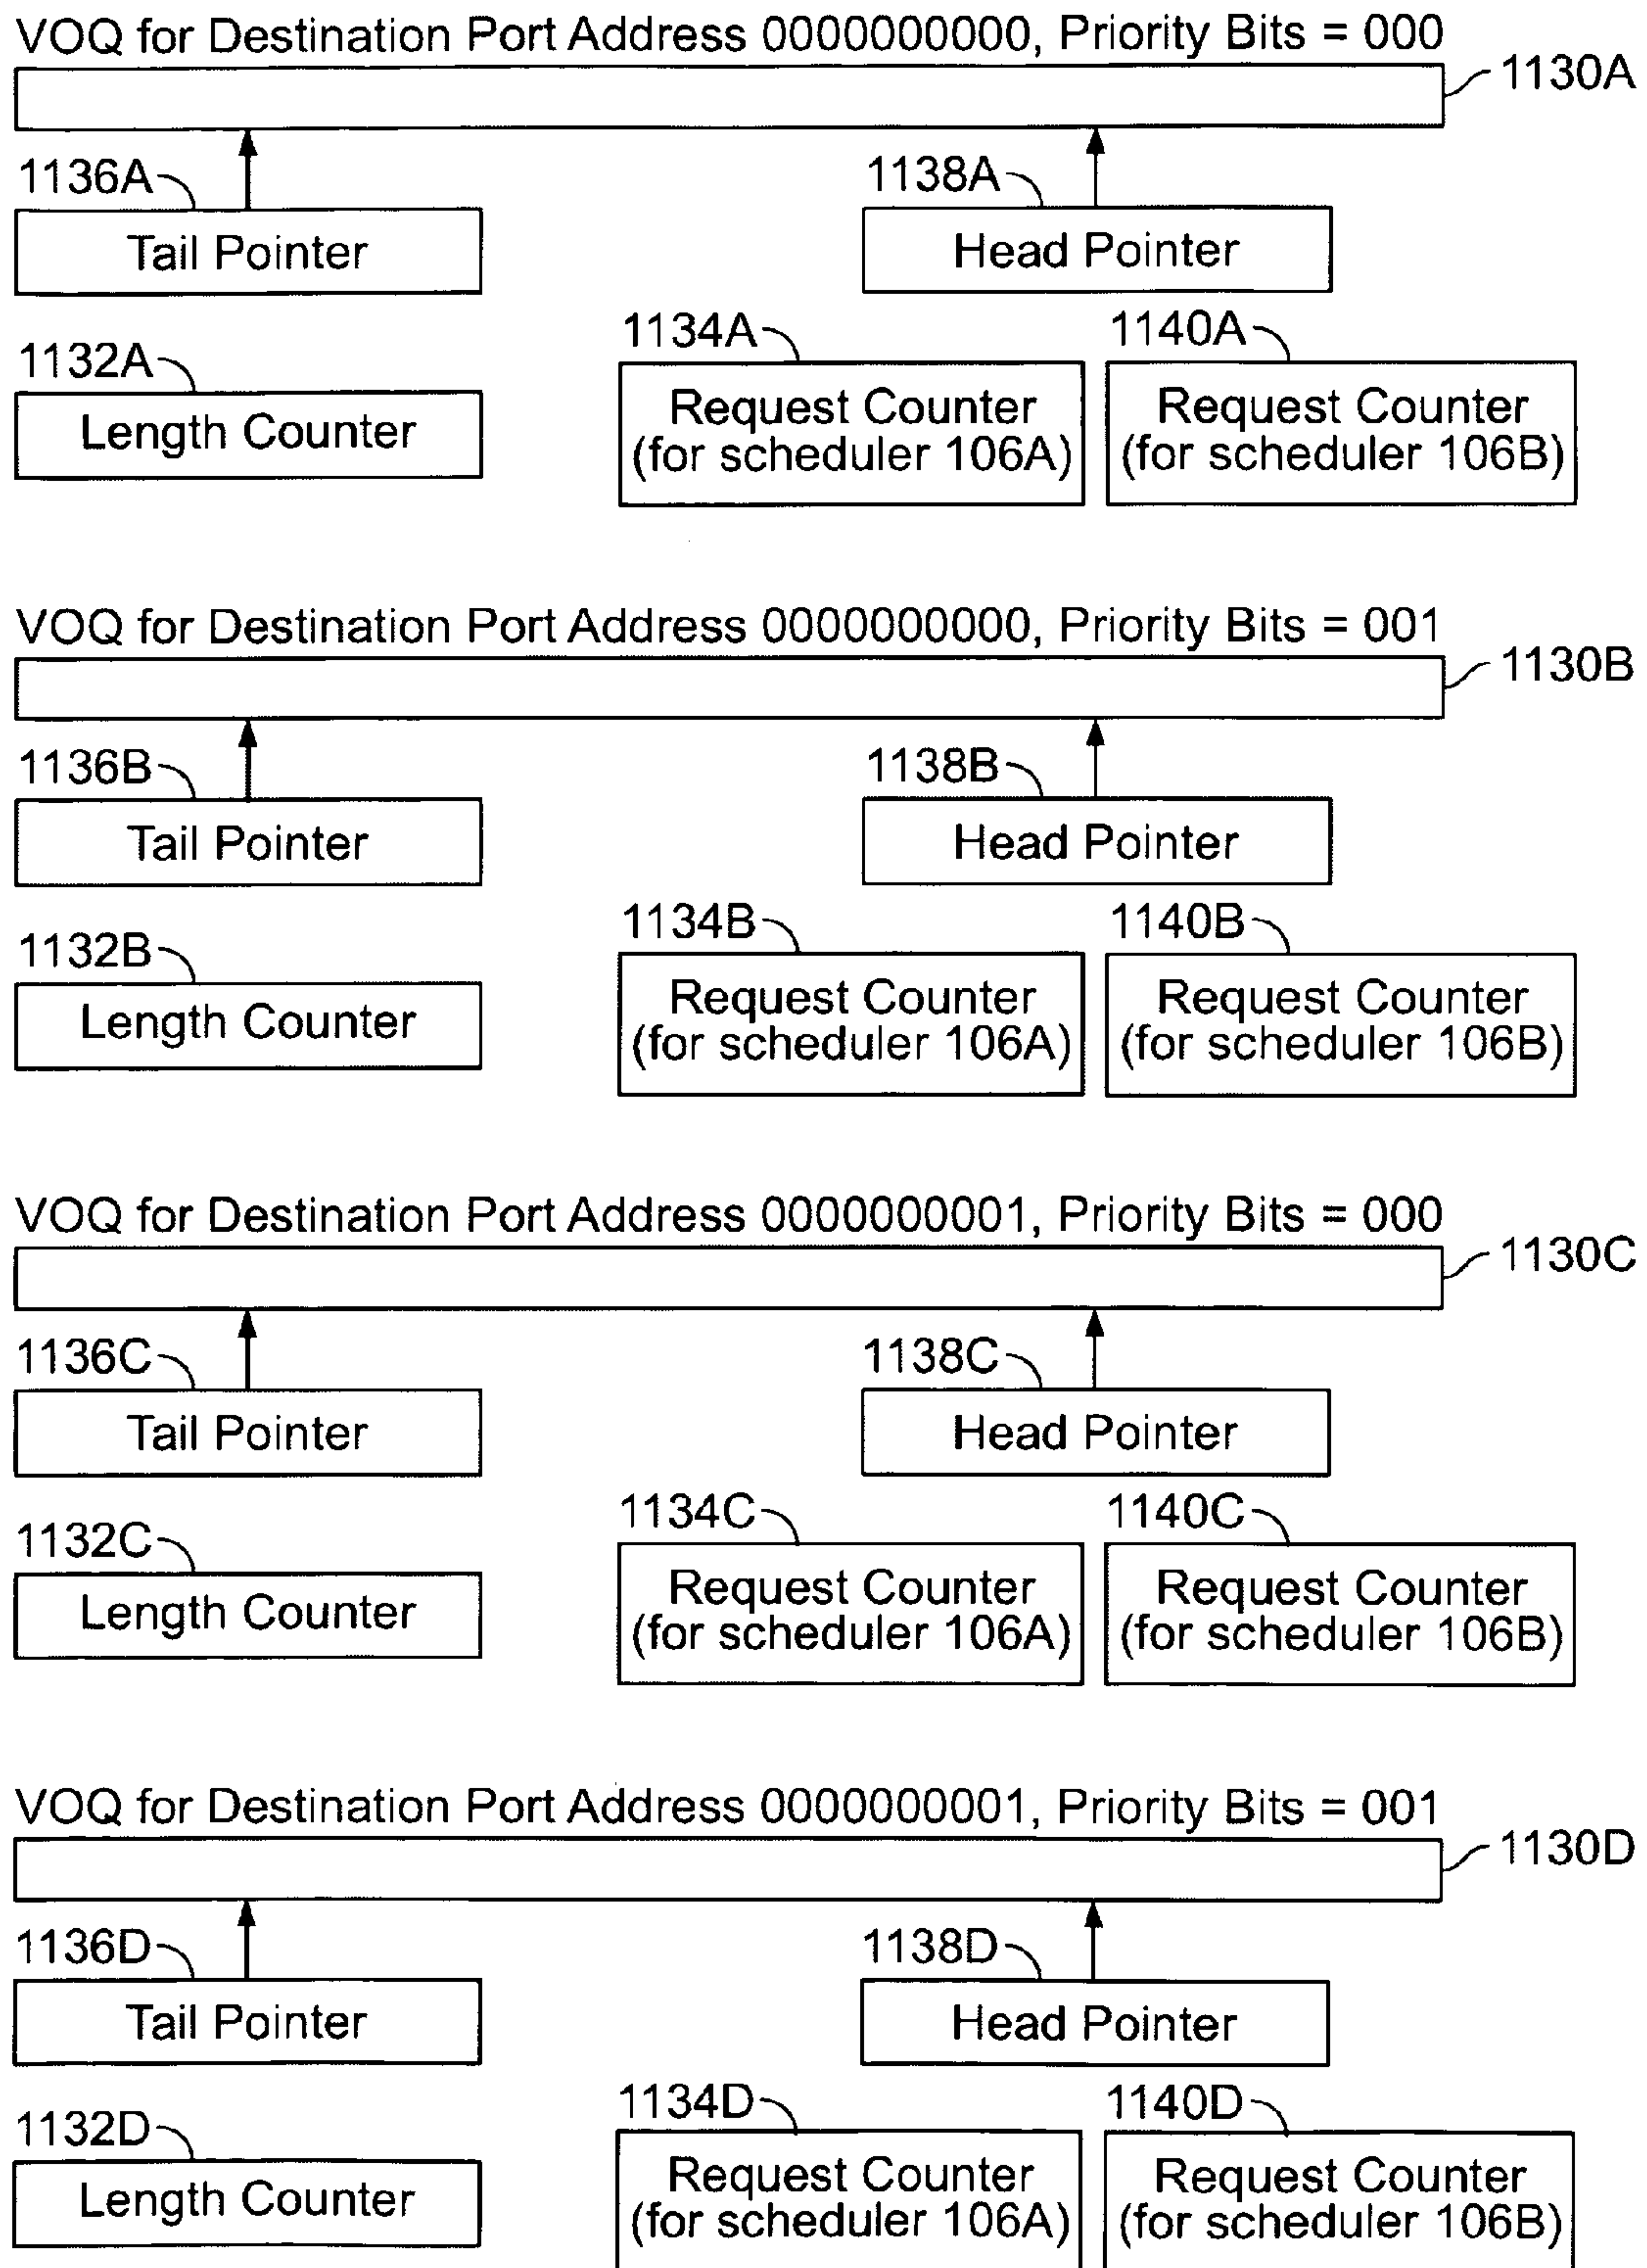 VOQ for Destination Port Address 0000000000, Priority Bits = 000
1130A
1136A
1138A
Tail Pointer
Head Pointer
1134A
1140A
1132A
Length Counter
Request Counter
(for scheduler 106A)
Request Counter
(for scheduler 106B)
VOQ for Destination Port Address 0000000000, Priority Bits = 001
1130B
1136B
1138B
Tail Pointer
Head Pointer
1134B
1140B
1132B
Length Counter
Request Counter
(for scheduler 106A)
Request Counter
(for scheduler 106B)
VOQ for Destination Port Address 0000000001, Priority Bits = 000
1130C
1136C
1138C
Tail Pointer
Head Pointer
1134C
1140C
1132C
Length Counter
Request Counter
(for scheduler 106A)
Request Counter
(for scheduler 106B)
VOQ for Destination Port Address 0000000001, Priority Bits = 001
1130D
1136D
1138D
Tail Pointer
Head Pointer
1134D
1140D
1132D
Length Counter
Request Counter
(for scheduler 106A)
Request Counter
(for scheduler 106B)